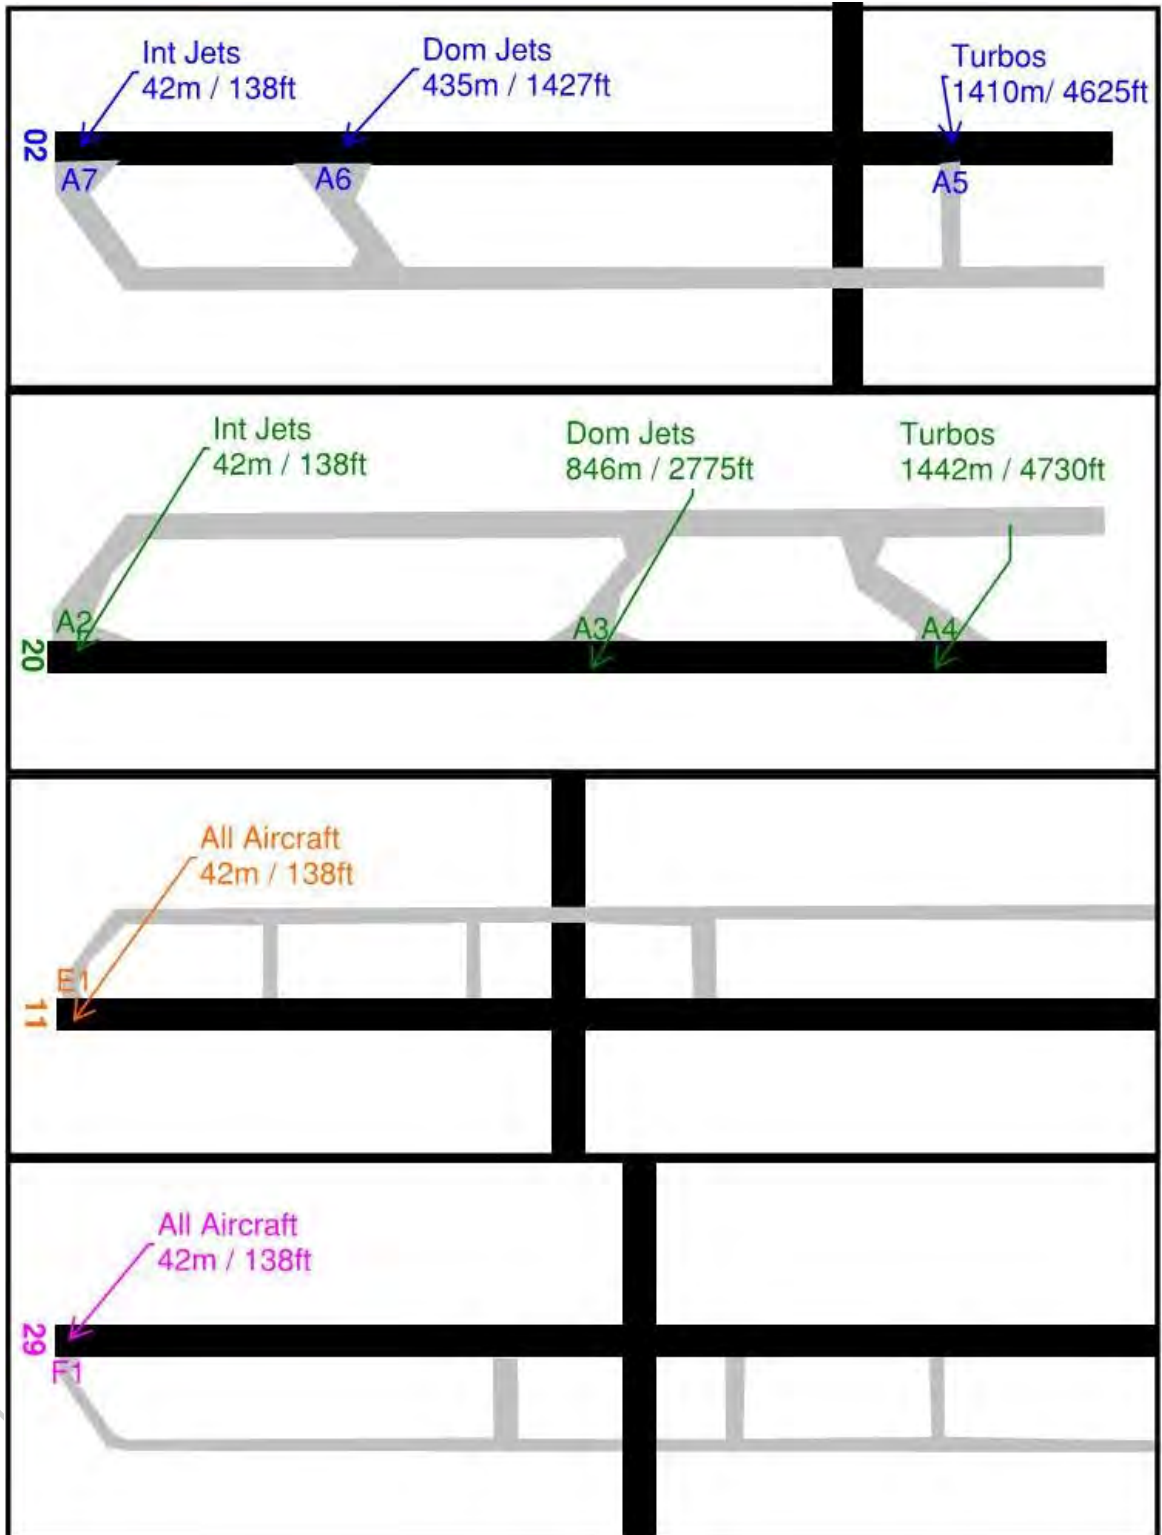 Int Jets
42m / 138ft
Dom Jets
435m / 1427ft
Turbos
1410m/ 4625ft
02
A7
A6
A5
Int Jets
42m / 138ft
Dom Jets
846m / 2775ft
Turbos
1442m / 4730ft
A2
A3
A4
20
All Aircraft
42m / 138ft
E1
11
All Aircraft
42m / 138ft
29
F1